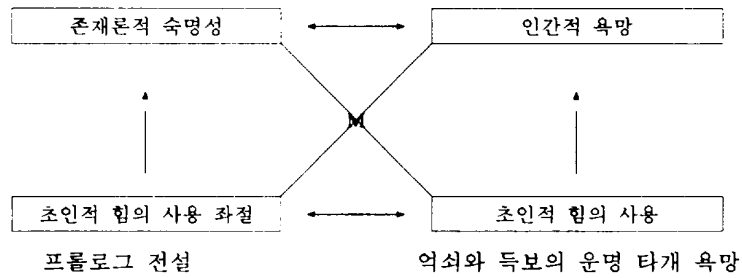 존재론적 숙명성
인간적 욕망
초인적 힘의 사용 좌절
초인적 힘의 사용
프롤로그 전설
억쇠와 득보의 운명 타개 욕망